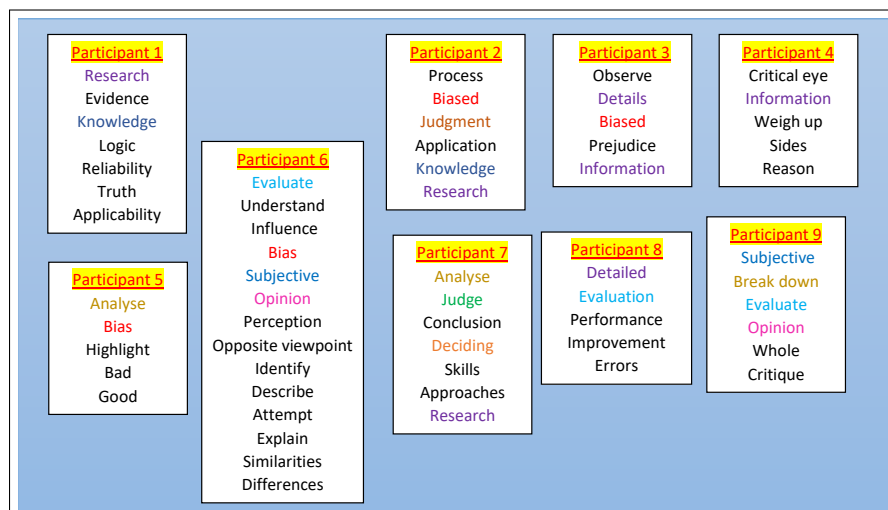 Participant 1
Research
Evidence
Knowledge
Logic
Reliability
Truth
Applicability
Participant 2
Process
Biased
Judgment
Application
Knowledge
Research
Participant 3
Observe
Details
Biased
Prejudice
Information
Participant 4
Critical eye
Information
Weigh up
Sides
Reason
Participant 5
Analyse
Bias
Highlight
Bad
Good
Participant 6
Evaluate
Understand
Influence
Bias
Subjective
Opinion
Perception
Opposite viewpoint
Identify
Describe
Attempt
Explain
Similarities
Differences
Participant 7
Analyse
Judge
Conclusion
Deciding
Skills
Approaches
Research
Participant 8
Detailed
Evaluation
Performance
Improvement
Errors
Participant 9
Subjective
Break down
Evaluate
Opinion
Whole
Critique